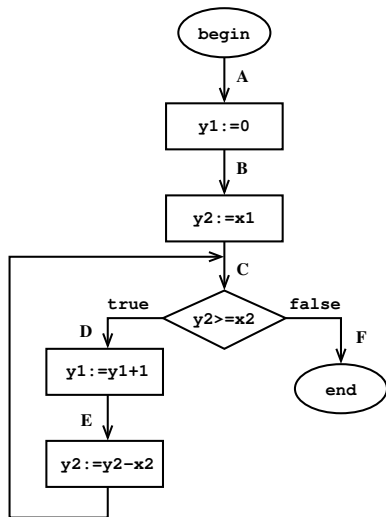 begin
A
y1:=0
B
y2:=x1
C
true
false
y2>=x2
D
F
y1:=y1+1
end
E
y2:=y2-x2